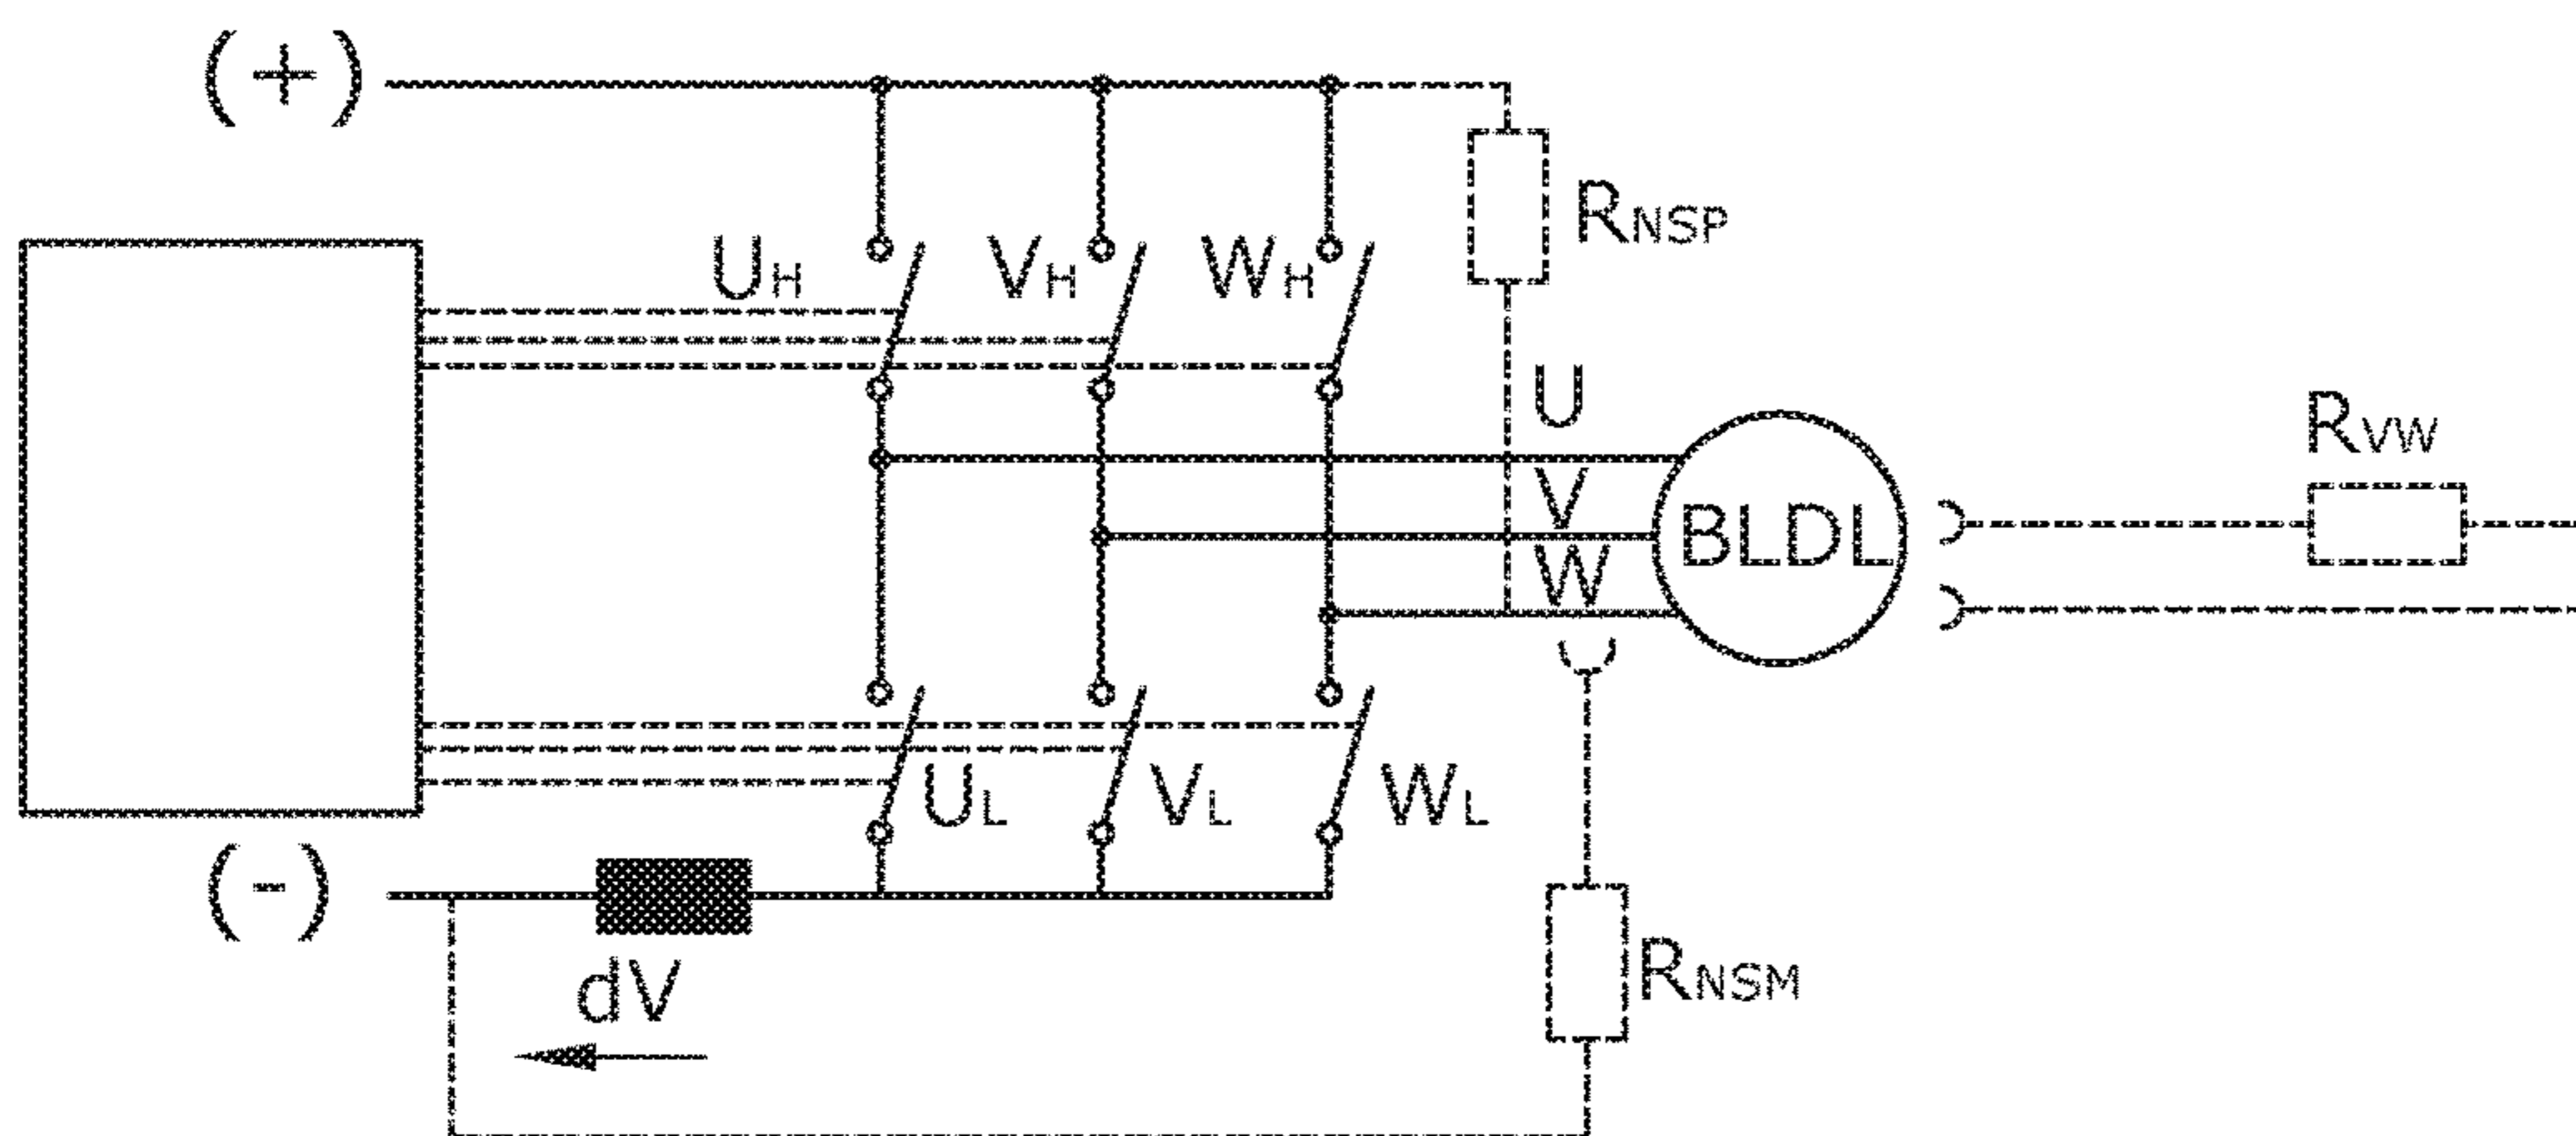 (+)
RNSP
UH
VH
WH
U
V
W
BLDL
RVW
UL
VL
WL
(-)
dV
RNSM